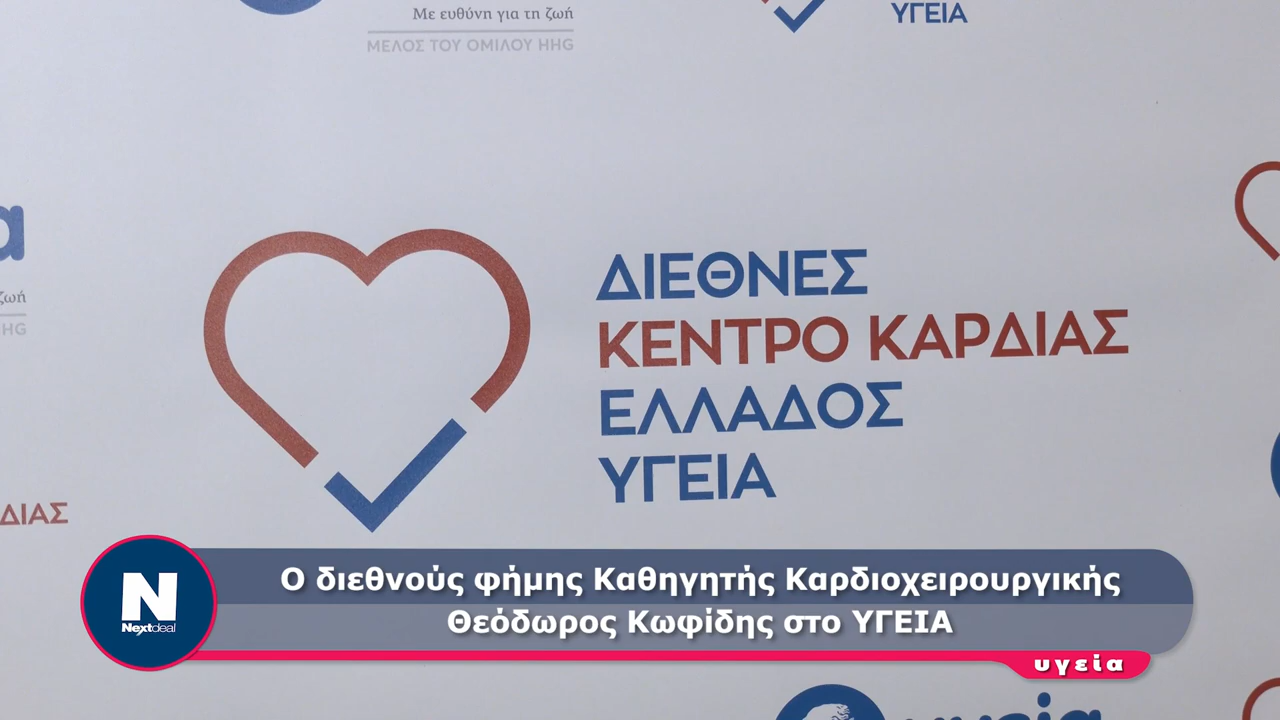 Με ευθύνη για τη ζωή
ΜΕΛΟΣ ΤΟΥ ΟΜΙΛΟΥ HHG
ΥΓΕΙΑ
α
ζωή
HHG
ΔΙΕΘΝΕΣ
ΚΕΝΤΡΟ ΚΑΡΔΙΑΣ
ΕΛΛΑΔΟΣ
ΥΓΕΙΑ
ΔΙΑΣ
N
Nextdeal
Ο διεθνούς φήμης Καθηγητής Καρδιοχειρουργικής
Θεόδωρος Κωφίδης στο ΥΓΕΙΑ
υγεία